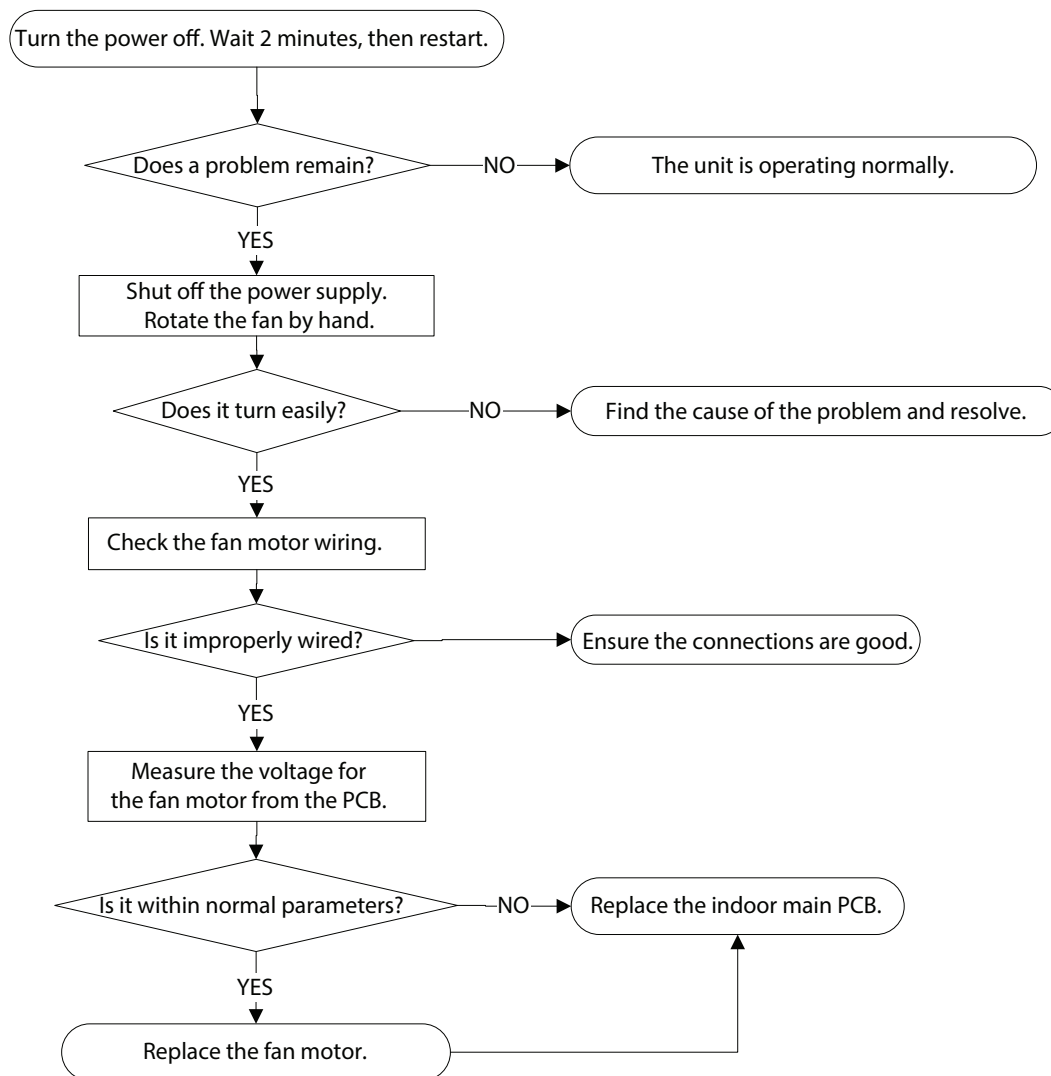 Turn the power off. Wait 2 minutes, then restart.
Does a problem remain?
NO
The unit is operating normally.
YES
Shut off the power supply.
Rotate the fan by hand.
Does it turn easily?
NO
Find the cause of the problem and resolve.
YES
Check the fan motor wiring.
Is it improperly wired?
Ensure the connections are good.
YES
Measure the voltage for
the fan motor from the PCB.
Is it within normal parameters?
NO
Replace the indoor main PCB.
YES
Replace the fan motor.